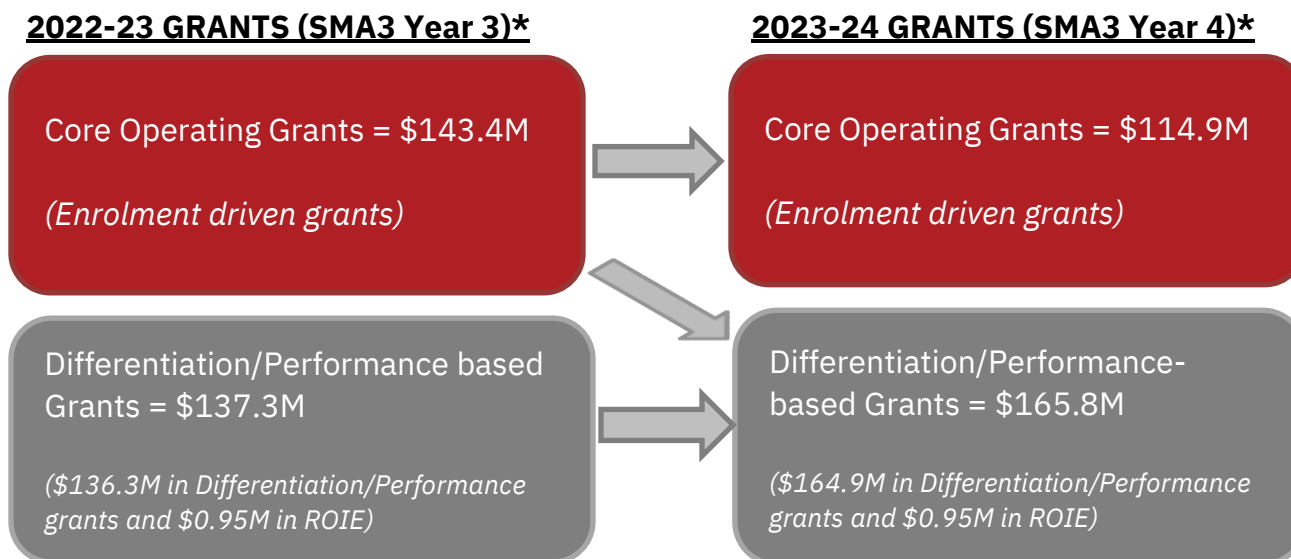 2022-23 GRANTS (SMA3 Year 3)*
Core Operating Grants = $143.4M
(Enrolment driven grants)
Differentiation/Performance based
Grants = $137.3M
($136.3M in Differentiation/Performance
grants and $0.95M in ROIE)
2023-24 GRANTS (SMA3 Year 4)*
Core Operating Grants = $114.9M
(Enrolment driven grants)
Differentiation/Performance-
based Grants = $165.8M
($164.9M in Differentiation/Performance
grants and $0.95M in ROIE)